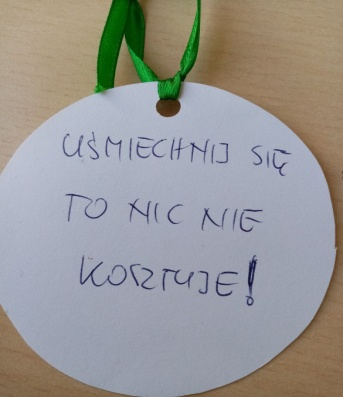 UŚMIECHNIJ SIĘ
TO NIC NIE
KOSZTUJE!